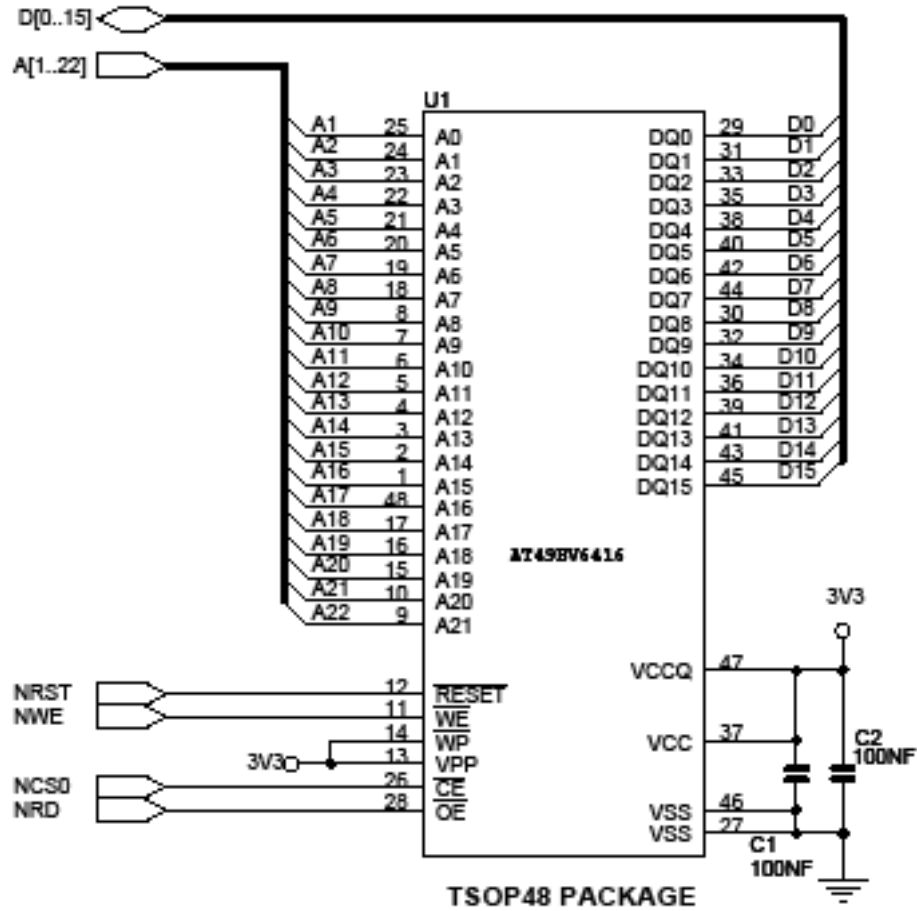 D[0..15]
A[1..22]
U1
A1 25 A0 DQ0 29 D0
A2 24 A1 DQ1 31 D1
A3 23 A2 DQ2 33 D2
A4 22 A3 DQ3 35 D3
A5 21 A4 DQ4 38 D4
A6 20 A5 DQ5 40 D5
A7 19 A6 DQ6 42 D6
A8 18 A7 DQ7 44 D7
A9 8 A8 DQ8 30 D8
A10 7 A9 DQ9 32 D9
A11 6 A10 DQ10 34 D10
A12 5 A11 DQ11 36 D11
A13 4 A12 DQ12 39 D12
A14 3 A13 DQ13 41 D13
A15 2 A14 DQ14 43 D14
A16 1 A15 DQ15 45 D15
A17 48 A16
A18 17 A17
A19 16 A18 AT49BV6416
A20 15 A19
A21 10 A20
A22 9 A21
3V3
VCCQ 47
NRST 12 RESET
NWE 11 WE
14 WP VCC 37 C2
3V3 13 VPP 100NF
NCS0 26 CE
NRD 28 OE VSS 46
VSS 27
C1
100NF
TSOP48 PACKAGE